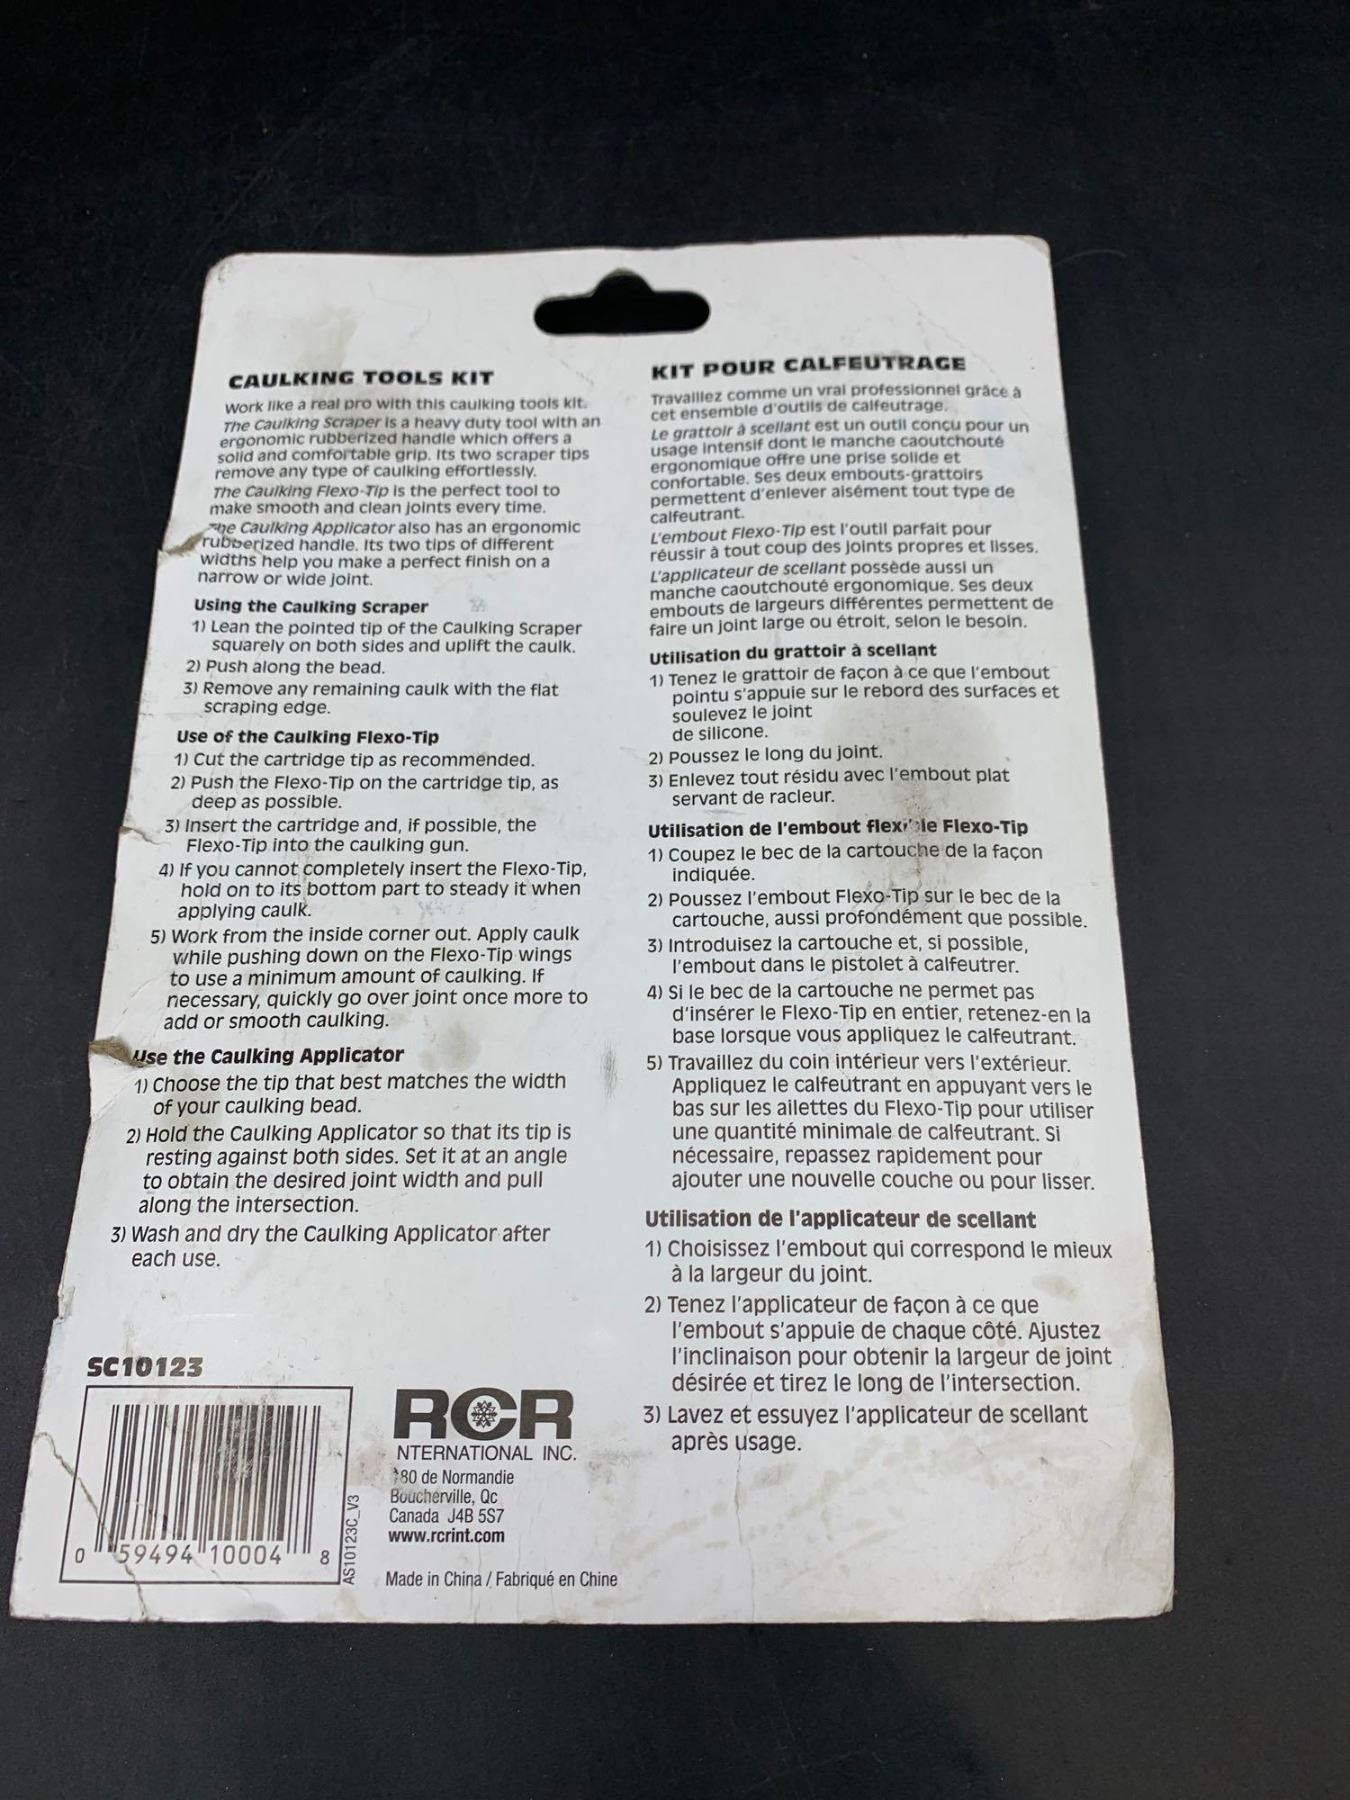 CAULKING TOOLS KIT
Work like a real pro with this caulking tools kit.
The Caulking Scraper is a heavy duty tool with an
ergonomic rubberized handle which offers a
solid and comfortable grip. Its two scraper tips
remove any type of caulking effortlessly.
The Caulking Flexo-Tip is the perfect tool to
make smooth and clean joints every time.
The Caulking Applicator also has an ergonomic
rubberized handle. Its two tips of different
widths help you make a perfect finish on a
narrow or wide joint.
Using the Caulking Scraper
1) Lean the pointed tip of the Caulking Scraper
squarely on both sides and uplift the caulk.
2) Push along the bead.
3) Remove any remaining caulk with the flat
scraping edge.
Use of the Caulking Flexo-Tip
1) Cut the cartridge tip as recommended.
2) Push the Flexo-Tip on the cartridge tip, as
deep as possible.
3) Insert the cartridge and, if possible, the
Flexo-Tip into the caulking gun.
4) If you cannot completely insert the Flexo-Tip,
hold on to its bottom part to steady it when
applying caulk.
5) Work from the inside corner out. Apply caulk
while pushing down on the Flexo-Tip wings
to use a minimum amount of caulking. If
necessary, quickly go over joint once more to
add or smooth caulking.
Use the Caulking Applicator
1) Choose the tip that best matches the width
of your caulking bead.
2) Hold the Caulking Applicator so that its tip is
resting against both sides. Set it at an angle
to obtain the desired joint width and pull
along the intersection.
3) Wash and dry the Caulking Applicator after
each use.
SC10123
0 59494 10004 8
AS10123C_V3
RCR
NTERNATIONAL INC.
80 de Normandie
Boucherville, Qc
Canada J4B 5S7
www.rcrint.com
Made in China / Fabriqué en Chine
KIT POUR CALFEUTRAGE
Travaillez comme un vrai professionnel grâce à
cet ensemble d'outils de calfeutrage.
Le grattoir à scellant est un outil conçu pour un
usage intensif dont le manche caoutchouté
ergonomique offre une prise solide et
confortable. Ses deux embouts-grattoirs
permettent d'enlever aisément tout type de
calfeutrant.
L'embout Flexo-Tip est l'outil parfait pour
réussir à tout coup des joints propres et lisses.
L'applicateur de scellant possède aussi un
manche caoutchouté ergonomique. Ses deux
embouts de largeurs différentes permettent de
faire un joint large ou étroit, selon le besoin.
Utilisation du grattoir à scellant
1) Tenez le grattoir de façon à ce que l'embout
pointu s'appuie sur le rebord des surfaces et
soulevez le joint
de silicone.
2) Poussez le long du joint.
3) Enlevez tout résidu avec l'embout plat
servant de racleur.
Utilisation de l'embout flexible Flexo-Tip
1) Coupez le bec de la cartouche de la façon
indiquée.
2) Poussez l'embout Flexo-Tip sur le bec de la
cartouche, aussi profondément que possible.
3) Introduisez la cartouche et, si possible,
l'embout dans le pistolet à calfeutrer.
4) Si le bec de la cartouche ne permet pas
d'insérer le Flexo-Tip en entier, retenez-en la
base lorsque vous appliquez le calfeutrant.
5) Travaillez du coin intérieur vers l'extérieur.
Appliquez le calfeutrant en appuyant vers le
bas sur les ailettes du Flexo-Tip pour utiliser
une quantité minimale de calfeutrant. Si
nécessaire, repassez rapidement pour
ajouter une nouvelle couche ou pour lisser.
Utilisation de l'applicateur de scellant
1) Choisissez l'embout qui correspond le mieux
à la largeur du joint.
2) Tenez l'applicateur de façon à ce que
l'embout s'appuie de chaque côté. Ajustez
l'inclinaison pour obtenir la largeur de joint
désirée et tirez le long de l'intersection.
3) Lavez et essuyez l'applicateur de scellant
après usage.